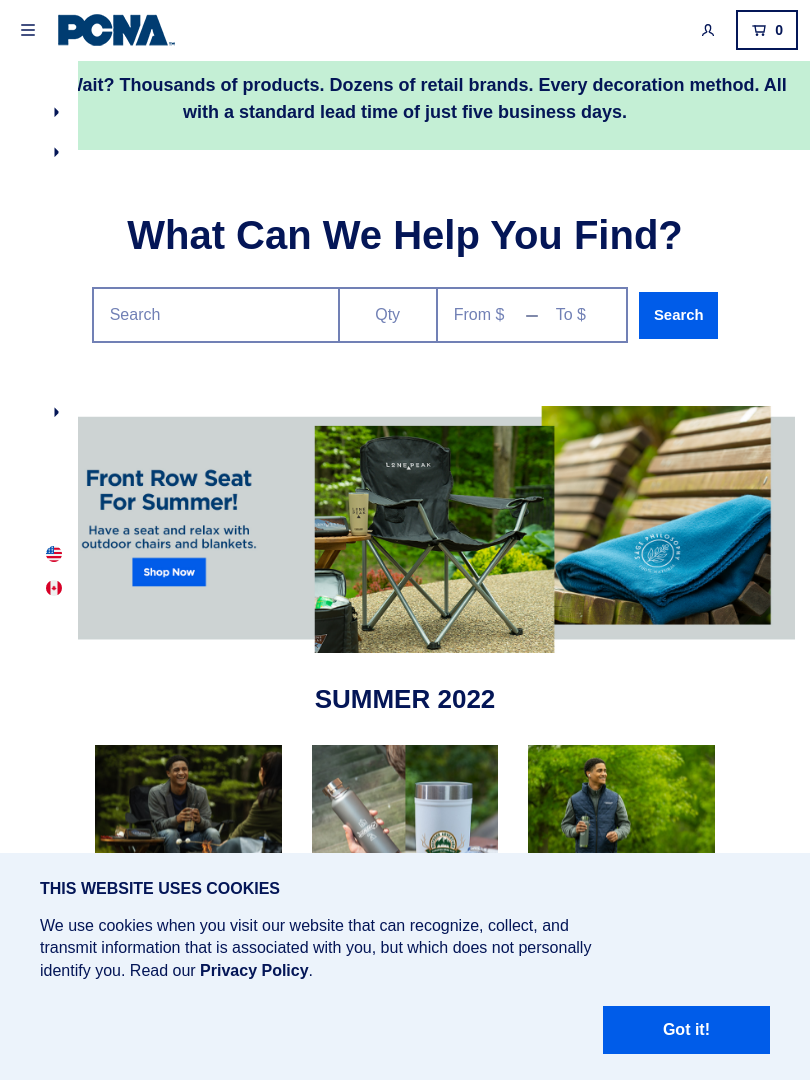 PCNA
0
Wait? Thousands of products. Dozens of retail brands. Every decoration method. All
with a standard lead time of just five business days.
What Can We Help You Find?
Search
Qty
From $
To $
Search
Front Row Seat
For Summer!
Have a seat and relax with
outdoor chairs and blankets.
Shop Now
LONE PEAK
SAGE PHILOSOPHY
SUMMER 2022
THIS WEBSITE USES COOKIES
We use cookies when you visit our website that can recognize, collect, and
transmit information that is associated with you, but which does not personally
identify you. Read our Privacy Policy.
Got it!